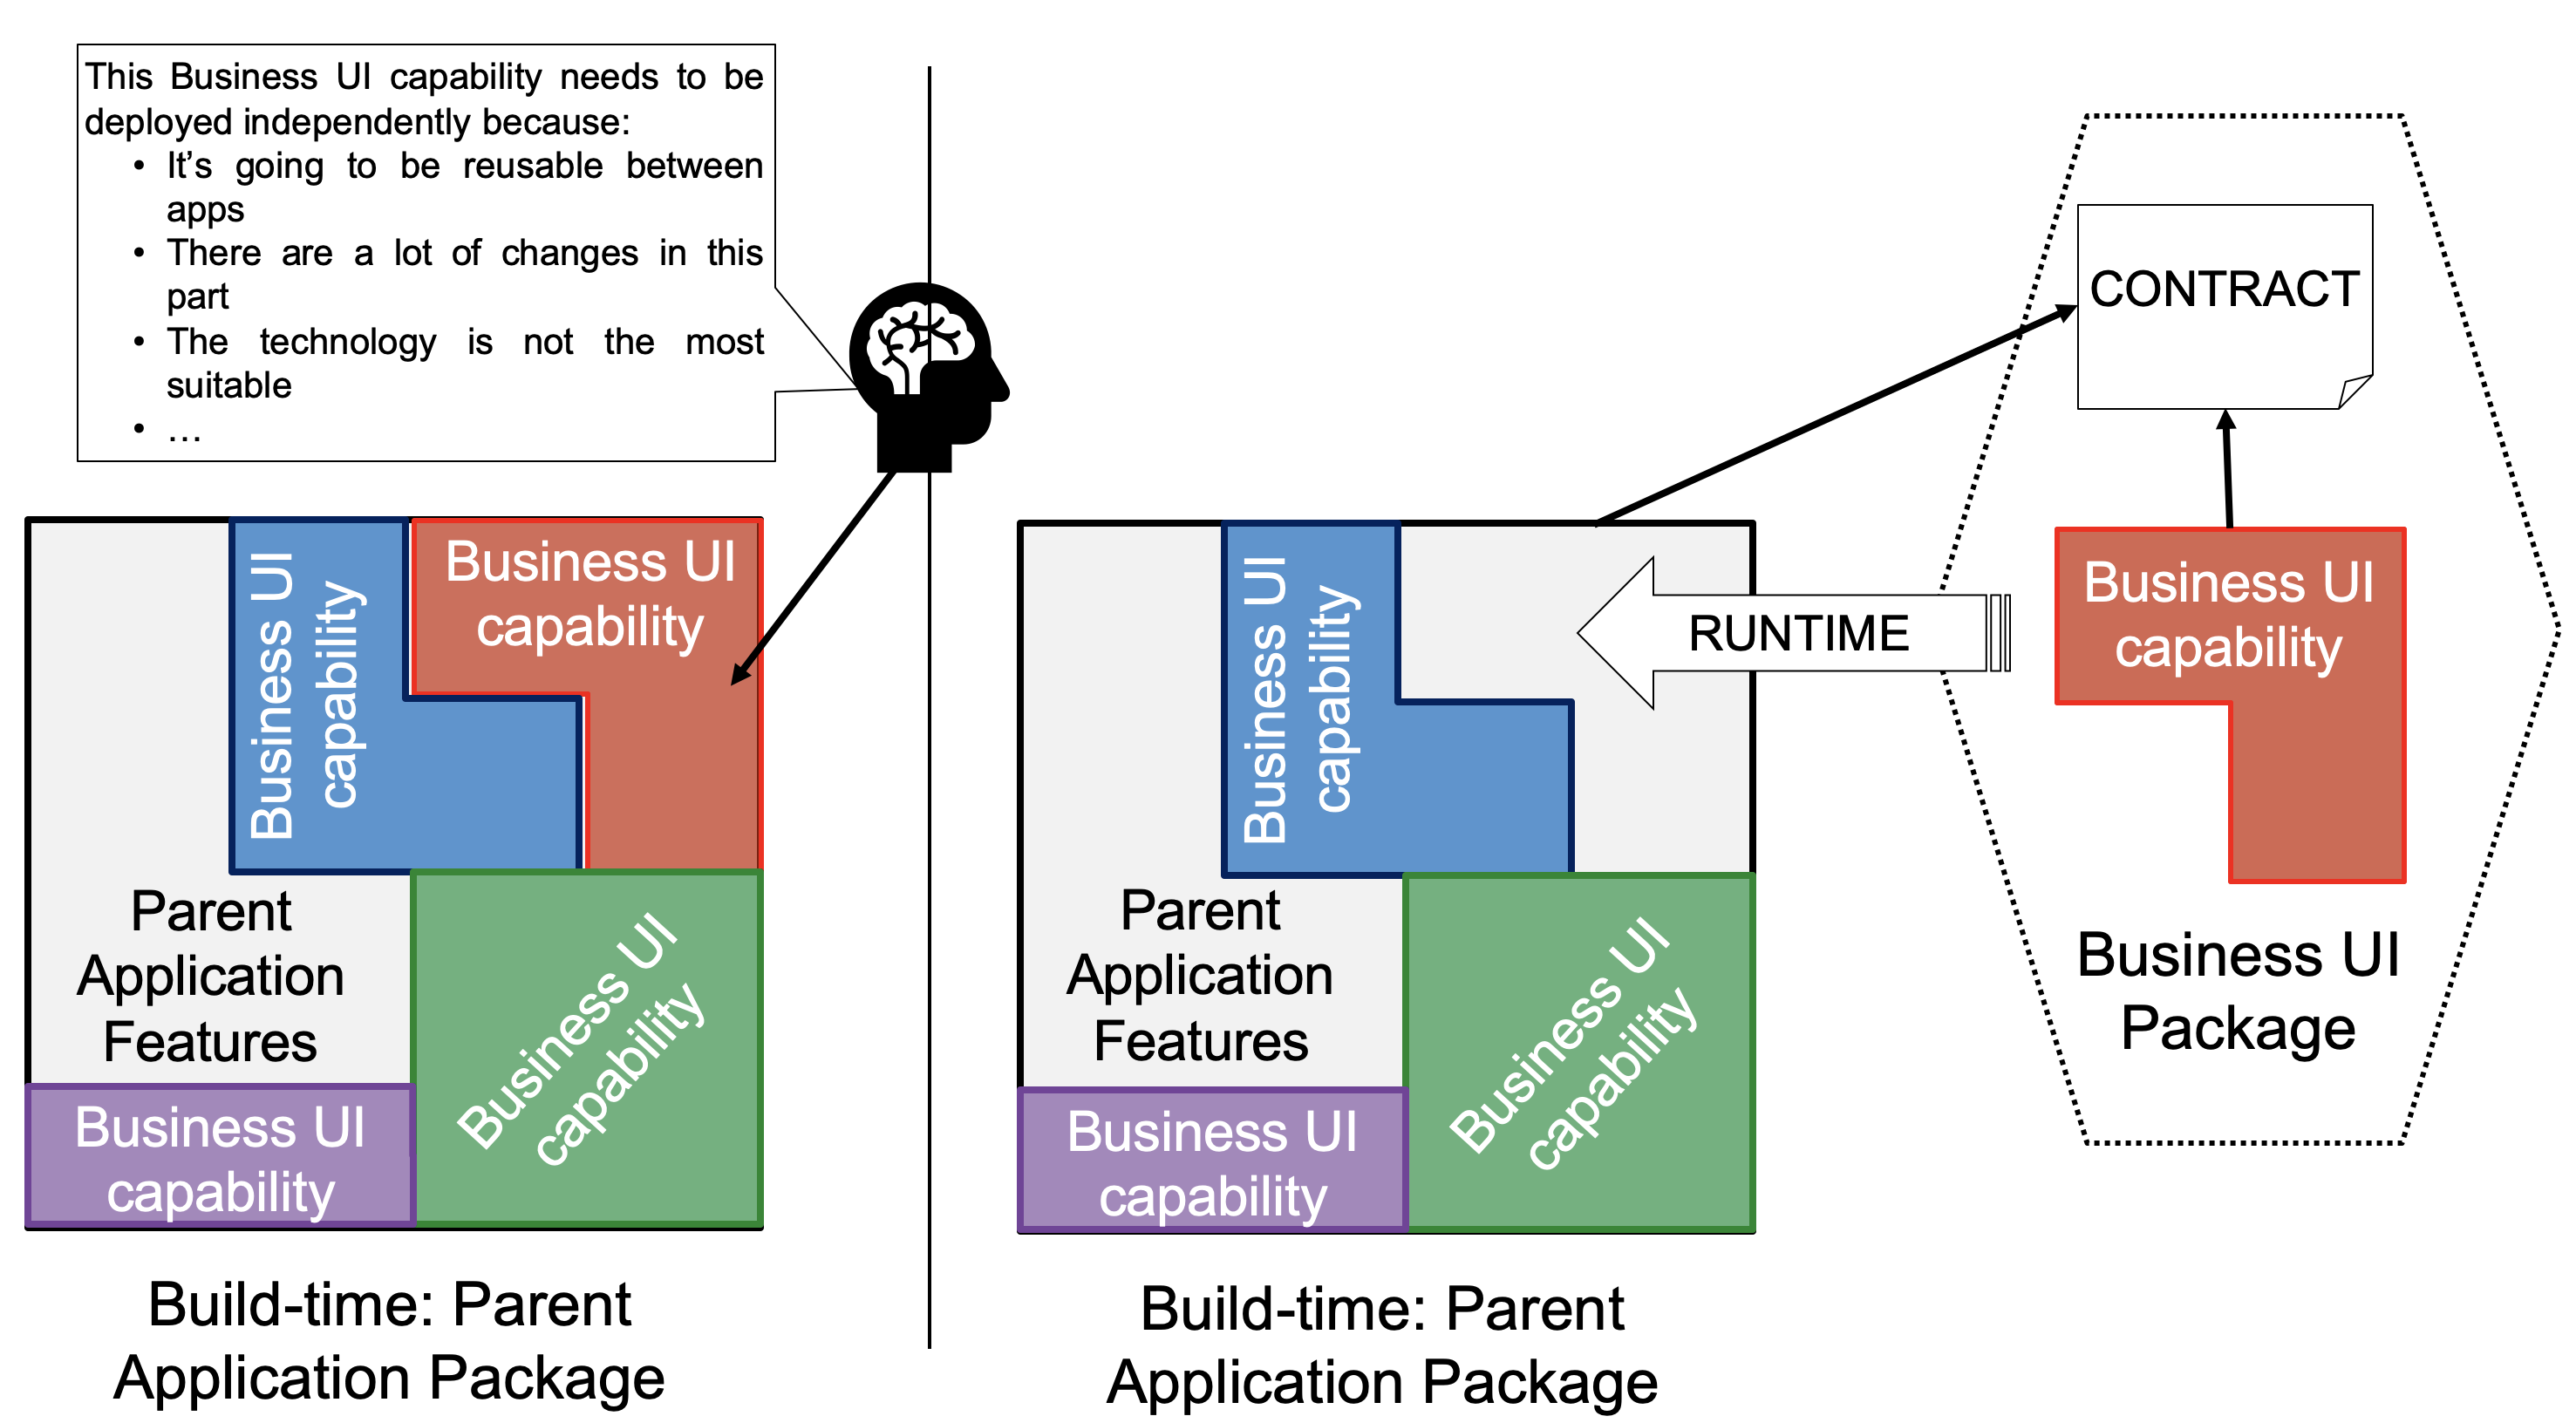 This Business UI capability needs to be
deployed independently because:
• It’s going to be reusable between
apps
• There are a lot of changes in this
part
• The technology is not the most
suitable
• …
Business UI
capability
Business UI
capability
Parent
Application
Features
Business UI
capability
Business UI
capability
Build-time: Parent
Application Package
CONTRACT
Business UI
capability
RUNTIME
Business UI
capability
Parent
Application
Features
Business UI
capability
Business UI
capability
Business UI
Package
Build-time: Parent
Application Package